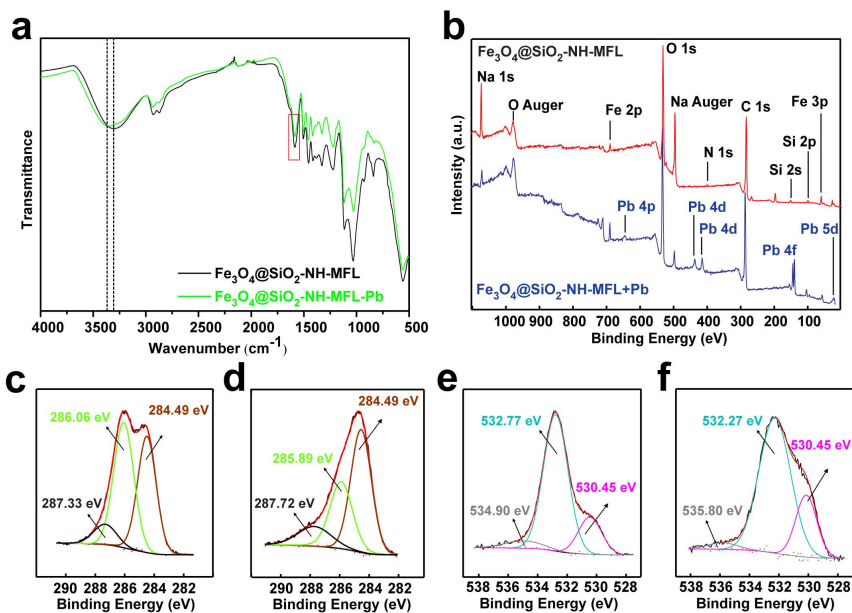 a
Transmittance
Fe₃O₄@SiO₂-NH-MFL
Fe₃O₄@SiO₂-NH-MFL-Pb
4000 3500 3000 2500 2000 1500 1000 500
Wavenumber (cm⁻¹)
b
Intensity (a.u.)
Fe₃O₄@SiO₂-NH-MFL
O 1s
Na 1s
O Auger
Fe 2p
Na Auger
C 1s
Fe 3p
N 1s
Si 2p
Si 2s
Pb 4p
Pb 4d
Pb 4d
Pb 4f
Pb 5d
Fe₃O₄@SiO₂-NH-MFL+Pb
1100 1000 900 800 700 600 500 400 300 200 100
Binding Energy (eV)
c
286.06 eV
284.49 eV
287.33 eV
290 288 286 284 282
Binding Energy (eV)
d
284.49 eV
285.89 eV
287.72 eV
290 288 286 284 282
Binding Energy (eV)
e
532.77 eV
530.45 eV
534.90 eV
538 536 534 532 530 528
Binding Energy (eV)
f
532.27 eV
530.45 eV
535.80 eV
538 536 534 532 530 528
Binding Energy (eV)